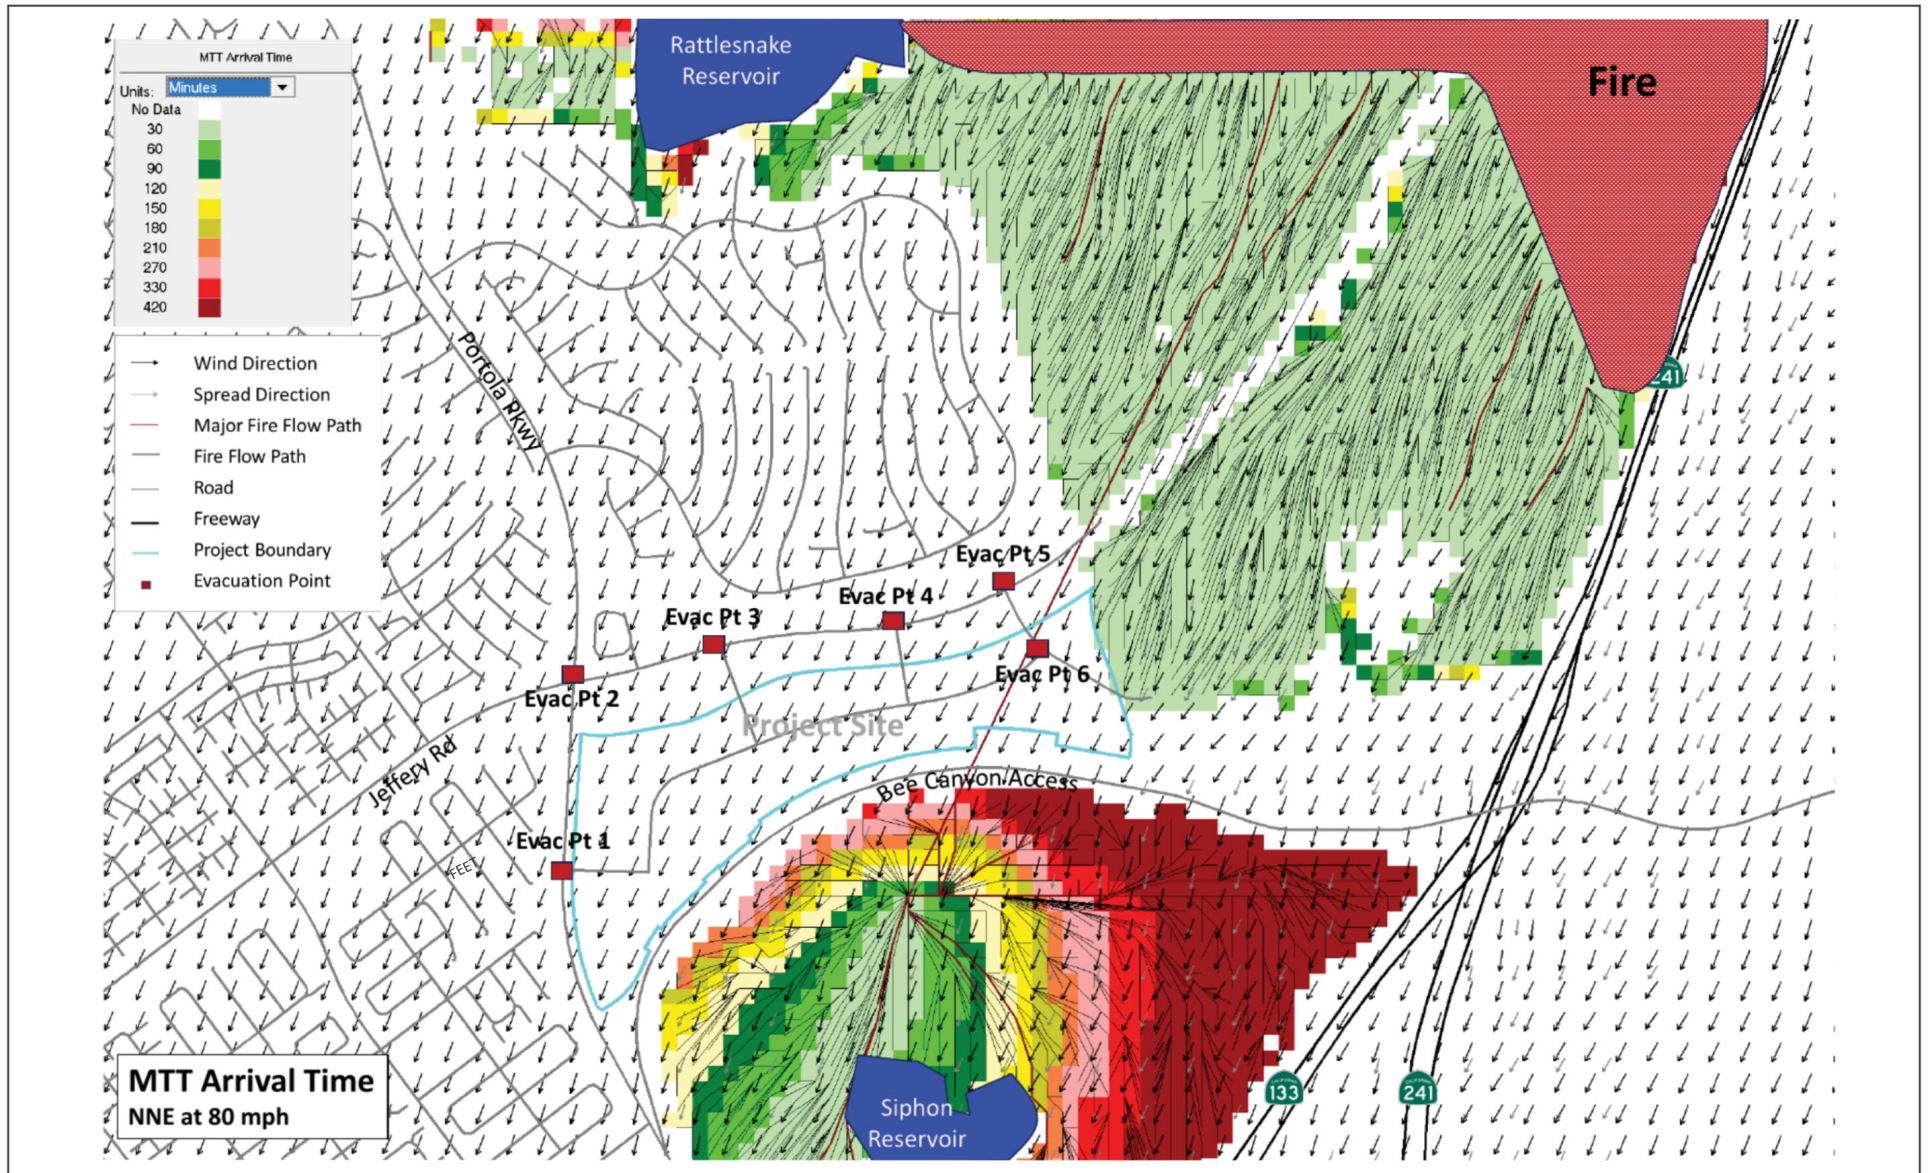 MTT Arrival Time
Units: Minutes
No Data
30
60
90
120
150
180
210
270
330
420
Wind Direction
Spread Direction
Major Fire Flow Path
Fire Flow Path
Road
Freeway
Project Boundary
Evacuation Point
Rattlesnake
Reservoir
Fire
241
Portola Pkwy
Evac Pt 5
Evac Pt 4
Evac Pt 3
Evac Pt 6
Evac Pt 2
Project Site
Jeffery Rd
Bee Canyon Access
Evac Pt 1
FEET
Siphon
Reservoir
CALIFORNIA
133
CALIFORNIA
241
MTT Arrival Time
NNE at 80 mph